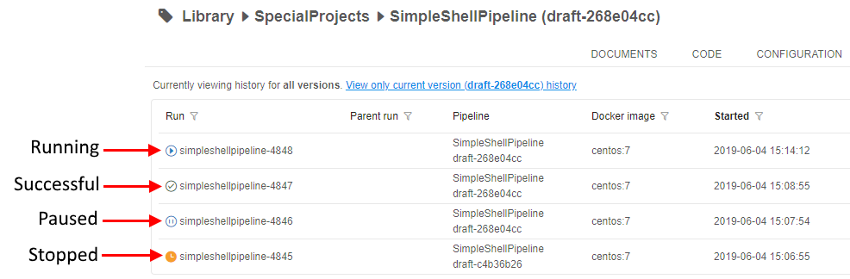 Library ▶ SpecialProjects ▶ SimpleShellPipeline (draft-268e04cc)
DOCUMENTS CODE CONFIGURATION
Currently viewing history for all versions. View only current version (draft-268e04cc) history
Run Parent run Pipeline Docker image Started
Running simpleshellpipeline-4848 SimpleShellPipeline centos:7 2019-06-04 15:14:12
draft-268e04cc
Successful simpleshellpipeline-4847 SimpleShellPipeline centos:7 2019-06-04 15:08:55
draft-268e04cc
Paused simpleshellpipeline-4846 SimpleShellPipeline centos:7 2019-06-04 15:07:54
draft-268e04cc
Stopped simpleshellpipeline-4845 SimpleShellPipeline centos:7 2019-06-04 15:06:55
draft-c4b36b26